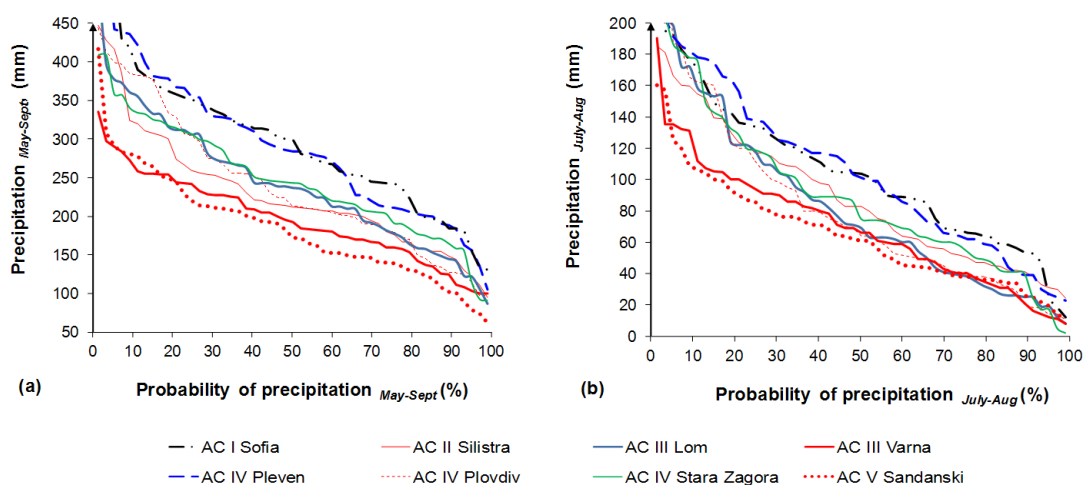 Precipitation May-Sept (mm)
450
400
350
300
250
200
150
100
50
0 10 20 30 40 50 60 70 80 90 100
(a) Probability of precipitation May-Sept (%)
Precipitation July-Aug (mm)
200
180
160
140
120
100
80
60
40
20
0
0 10 20 30 40 50 60 70 80 90 100
(b) Probability of precipitation July-Aug (%)
AC I Sofia AC II Silistra AC III Lom AC III Varna
AC IV Pleven AC IV Plovdiv AC IV Stara Zagora AC V Sandanski